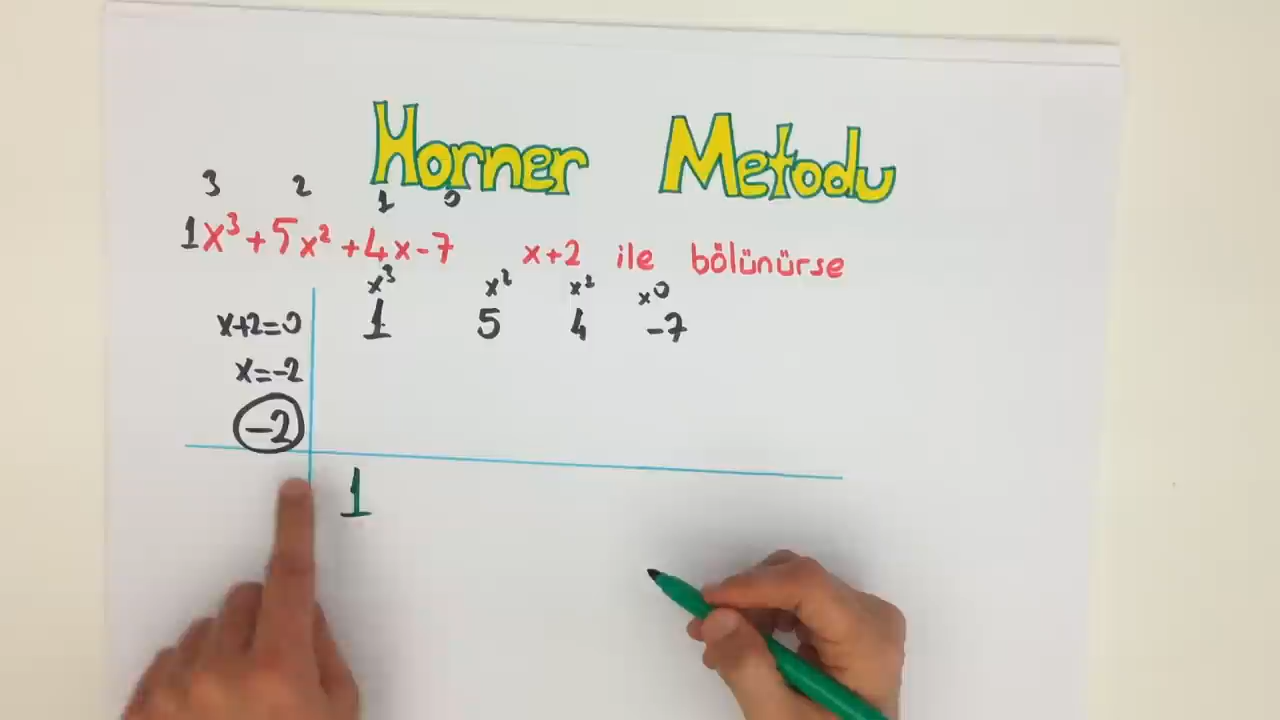 Horner Metodu
3 2 1 0
1x³+5x²+4x-7 x+2 ile bölünürse
x³ x² x¹ x⁰
x+2=0 1 5 4 -7
x=-2
-2
1